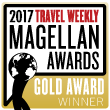 2017 TRAVEL WEEKLY
MAGELLAN
AWARDS
GOLD AWARD
WINNER